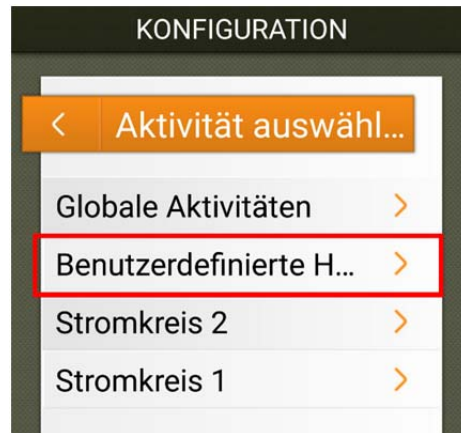 KONFIGURATION
Aktivität auswähl...
Globale Aktivitäten
Benutzerdefinierte H...
Stromkreis 2
Stromkreis 1